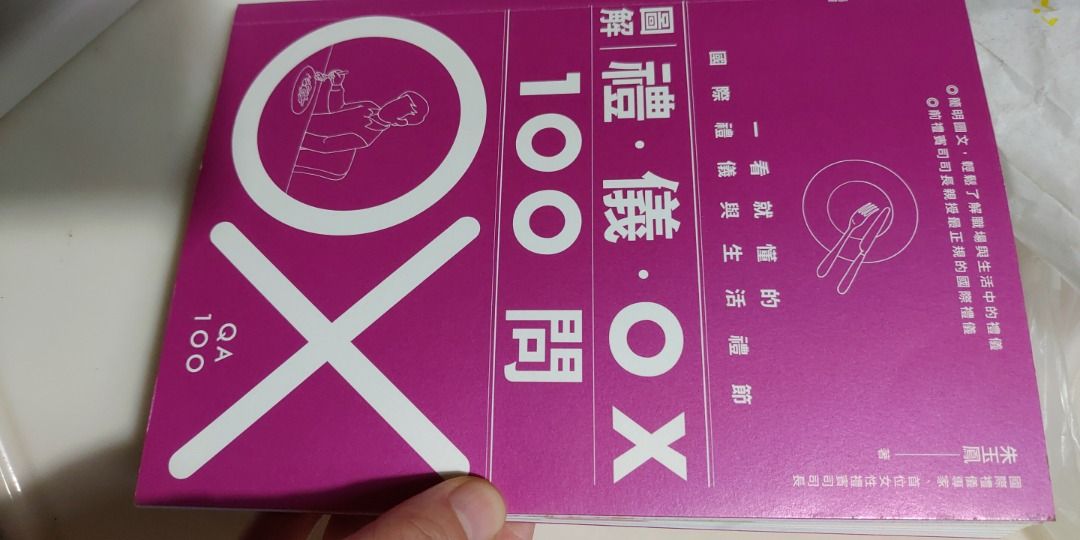 ◎簡明圖文，輕鬆了解職場與生活中的禮儀
◎前禮賓司司長親授最正規的國際禮儀
國際禮儀專家、首位女性禮賓司司長
朱玉鳳 著
一看就懂的
國際禮儀與生活禮節
圖解
禮・儀・OX
100 問
QA
100